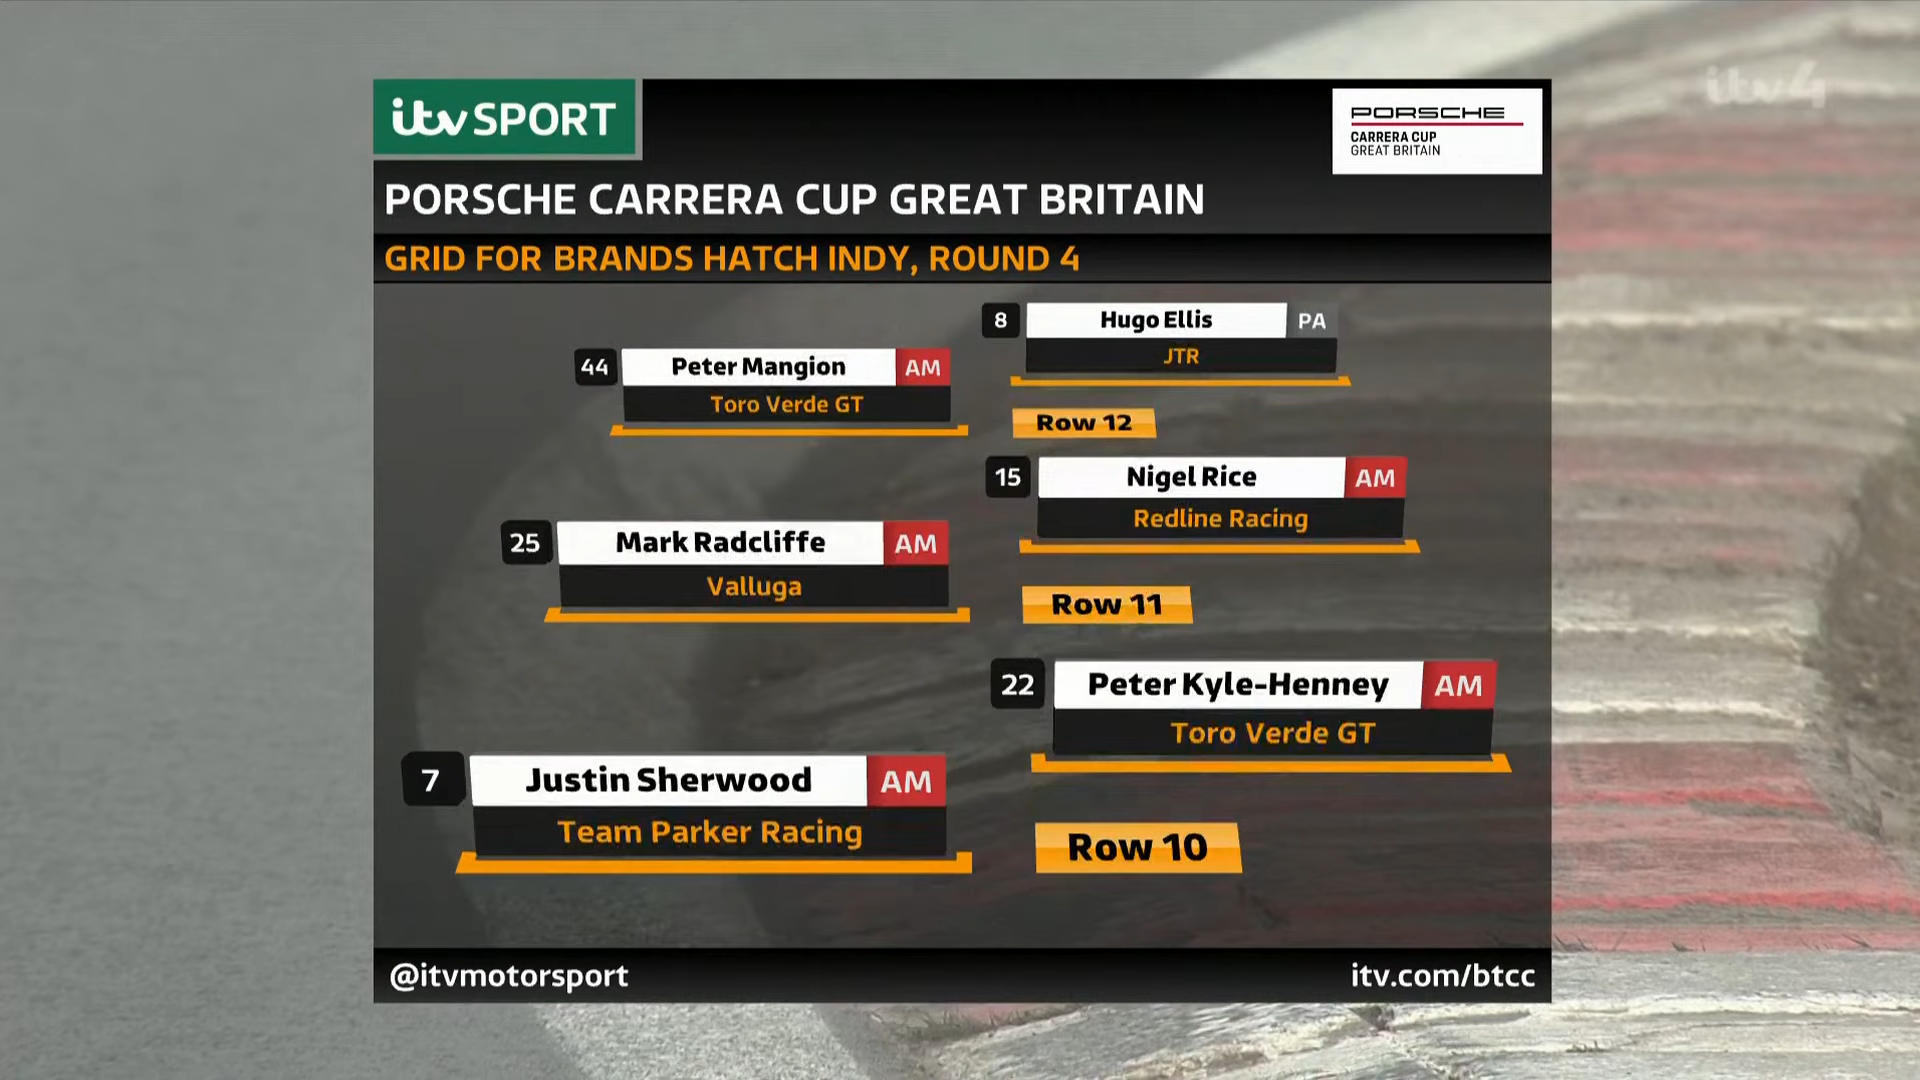 itv SPORT
PORSCHE
CARRERA CUP
GREAT BRITAIN
itv4
PORSCHE CARRERA CUP GREAT BRITAIN
GRID FOR BRANDS HATCH INDY, ROUND 4
8 Hugo Ellis PA
JTR
44 Peter Mangion AM
Toro Verde GT
Row 12
15 Nigel Rice AM
Redline Racing
25 Mark Radcliffe AM
Valluga
Row 11
22 Peter Kyle-Henney AM
Toro Verde GT
7 Justin Sherwood AM
Team Parker Racing
Row 10
@itvmotorsport
itv.com/btcc